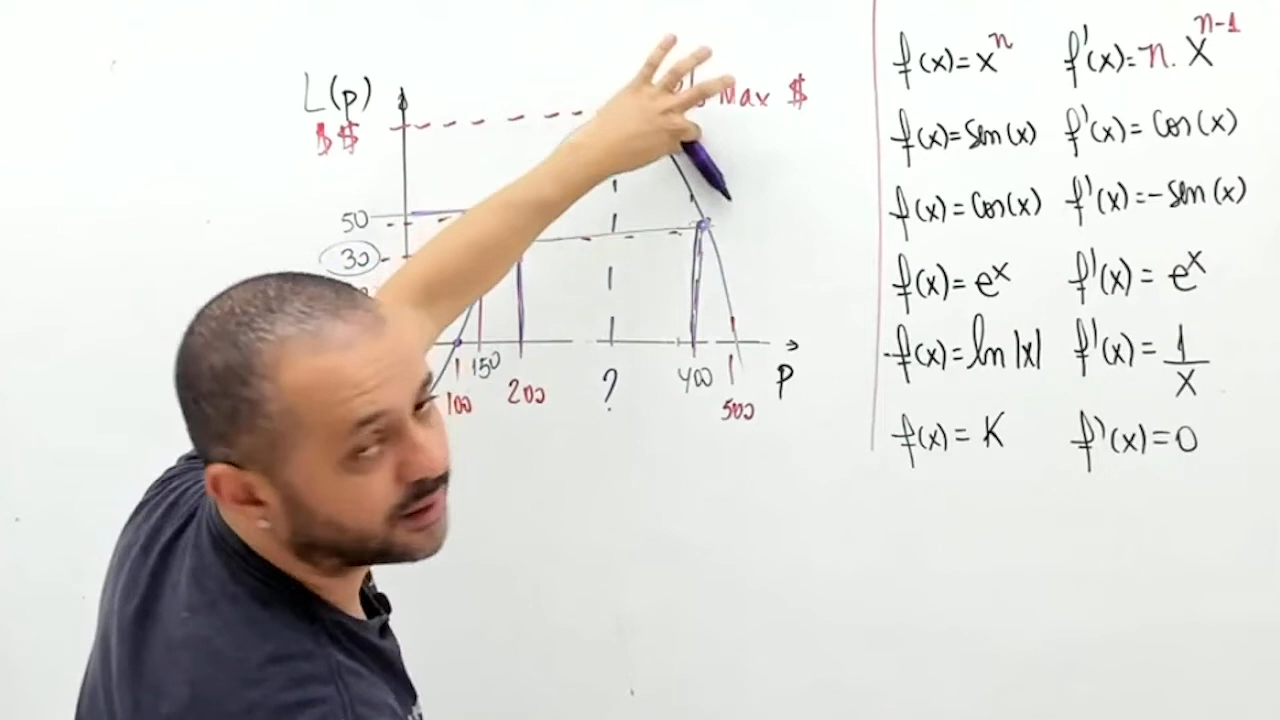 L(p)
Max $
$$
50
30
150
400
p
100
200
?
500
f(x)=x^n f'(x)=n.x^{n-1}
f(x)=Sen(x) f'(x)=Cos(x)
f(x)=Cos(x) f'(x)=-Sen(x)
f(x)=e^x f'(x)=e^x
f(x)=ln|x| f'(x)=1/x
f(x)=K f'(x)=0